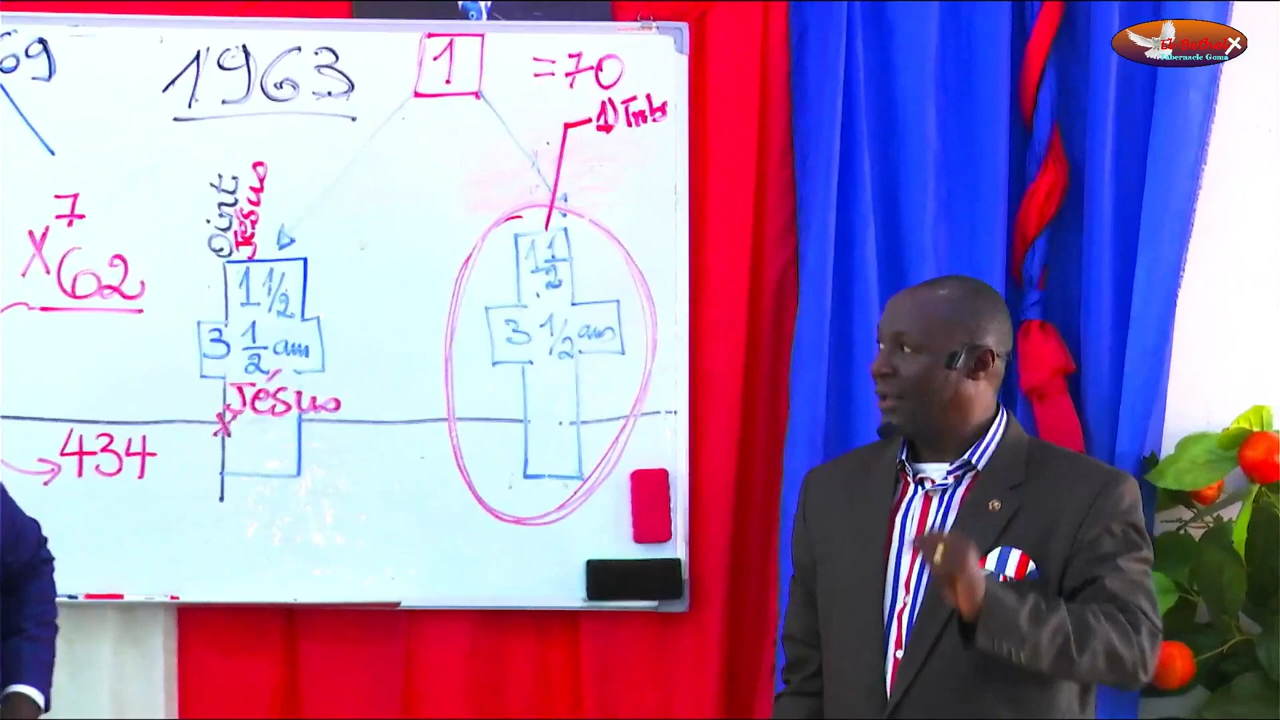 69
1963
1
=70
1) Trib
Oint
Jésus
7
x62
1 1/2
3 1/2 ans
1 1/2
3 1/2 ans
Jésus
434
Tabernacle Goma